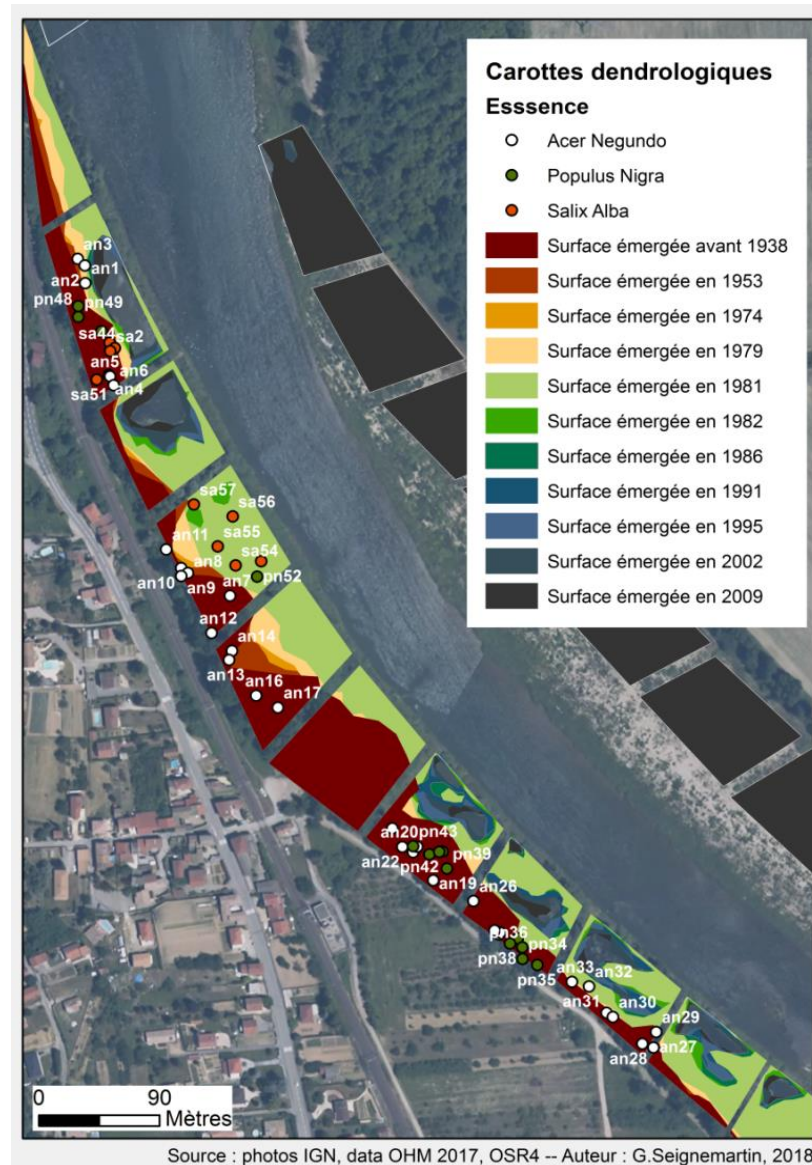 Carottes dendrologiques
Esssence
Acer Negundo
Populus Nigra
Salix Alba
Surface émergée avant 1938
Surface émergée en 1953
Surface émergée en 1974
Surface émergée en 1979
Surface émergée en 1981
Surface émergée en 1982
Surface émergée en 1986
Surface émergée en 1991
Surface émergée en 1995
Surface émergée en 2002
Surface émergée en 2009
an3
an1
an2
pn48 pn49
sa44 sa2
an5
an6
sa51 an4
sa57
sa56
an11
sa55
an8
sa54
an10 an9 an7 pn52
an12
an14
an13
an16
an17
an20 pn43
an22
pn42
pn39
an19
an26
pn36
pn34
pn38
pn35
an33
an32
an31
an30
an29
an28
an27
0 90
Mètres
Source : photos IGN, data OHM 2017, OSR4 -- Auteur : G.Seignemartin, 2018